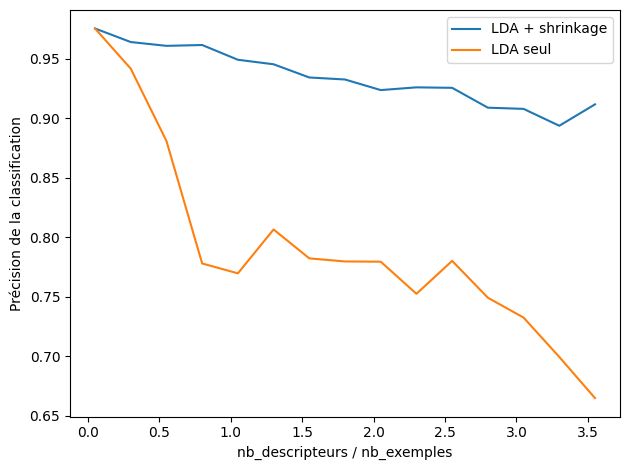 LDA + shrinkage
LDA seul
Précision de la classification
0.95
0.90
0.85
0.80
0.75
0.70
0.65
0.0 0.5 1.0 1.5 2.0 2.5 3.0 3.5
nb_descripteurs / nb_exemples